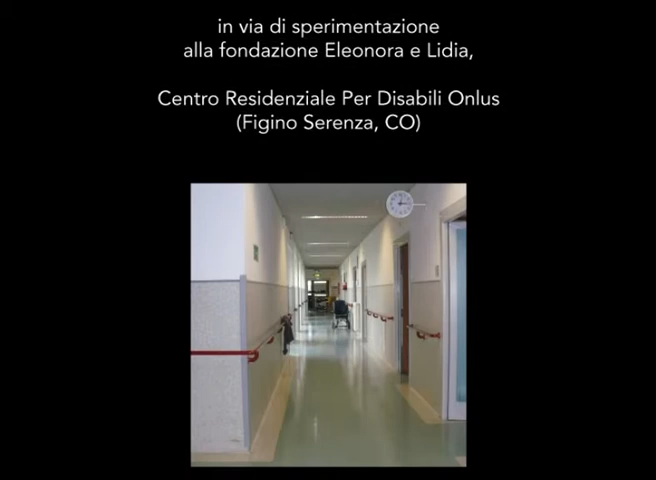 in via di sperimentazione
alla fondazione Eleonora e Lidia,
Centro Residenziale Per Disabili Onlus
(Figino Serenza, CO)